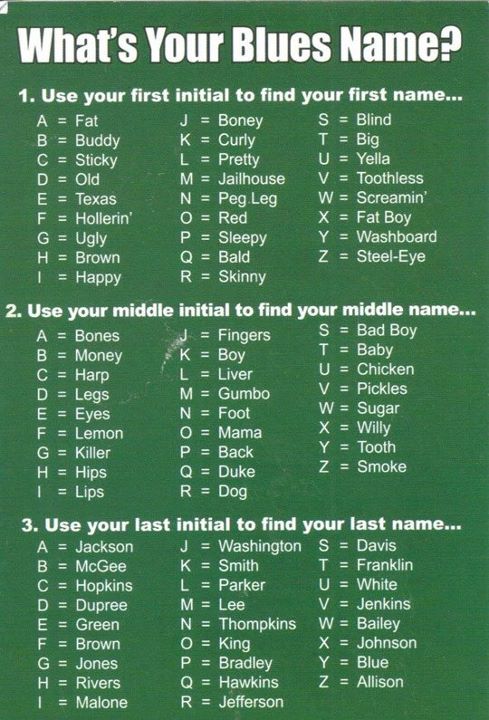 What's Your Blues Name?
1. Use your first initial to find your first name...
A = Fat
B = Buddy
C = Sticky
D = Old
E = Texas
F = Hollerin'
G = Ugly
H = Brown
I = Happy
J = Boney
K = Curly
L = Pretty
M = Jailhouse
N = Peg Leg
O = Red
P = Sleepy
Q = Bald
R = Skinny
S = Blind
T = Big
U = Yella
V = Toothless
W = Screamin'
X = Fat Boy
Y = Washboard
Z = Steel-Eye
2. Use your middle initial to find your middle name...
A = Bones
B = Money
C = Harp
D = Legs
E = Eyes
F = Lemon
G = Killer
H = Hips
I = Lips
J = Fingers
K = Boy
L = Liver
M = Gumbo
N = Foot
O = Mama
P = Back
Q = Duke
R = Dog
S = Bad Boy
T = Baby
U = Chicken
V = Pickles
W = Sugar
X = Willy
Y = Tooth
Z = Smoke
3. Use your last initial to find your last name...
A = Jackson
B = McGee
C = Hopkins
D = Dupree
E = Green
F = Brown
G = Jones
H = Rivers
I = Malone
J = Washington
K = Smith
L = Parker
M = Lee
N = Thompkins
O = King
P = Bradley
Q = Hawkins
R = Jefferson
S = Davis
T = Franklin
U = White
V = Jenkins
W = Bailey
X = Johnson
Y = Blue
Z = Allison